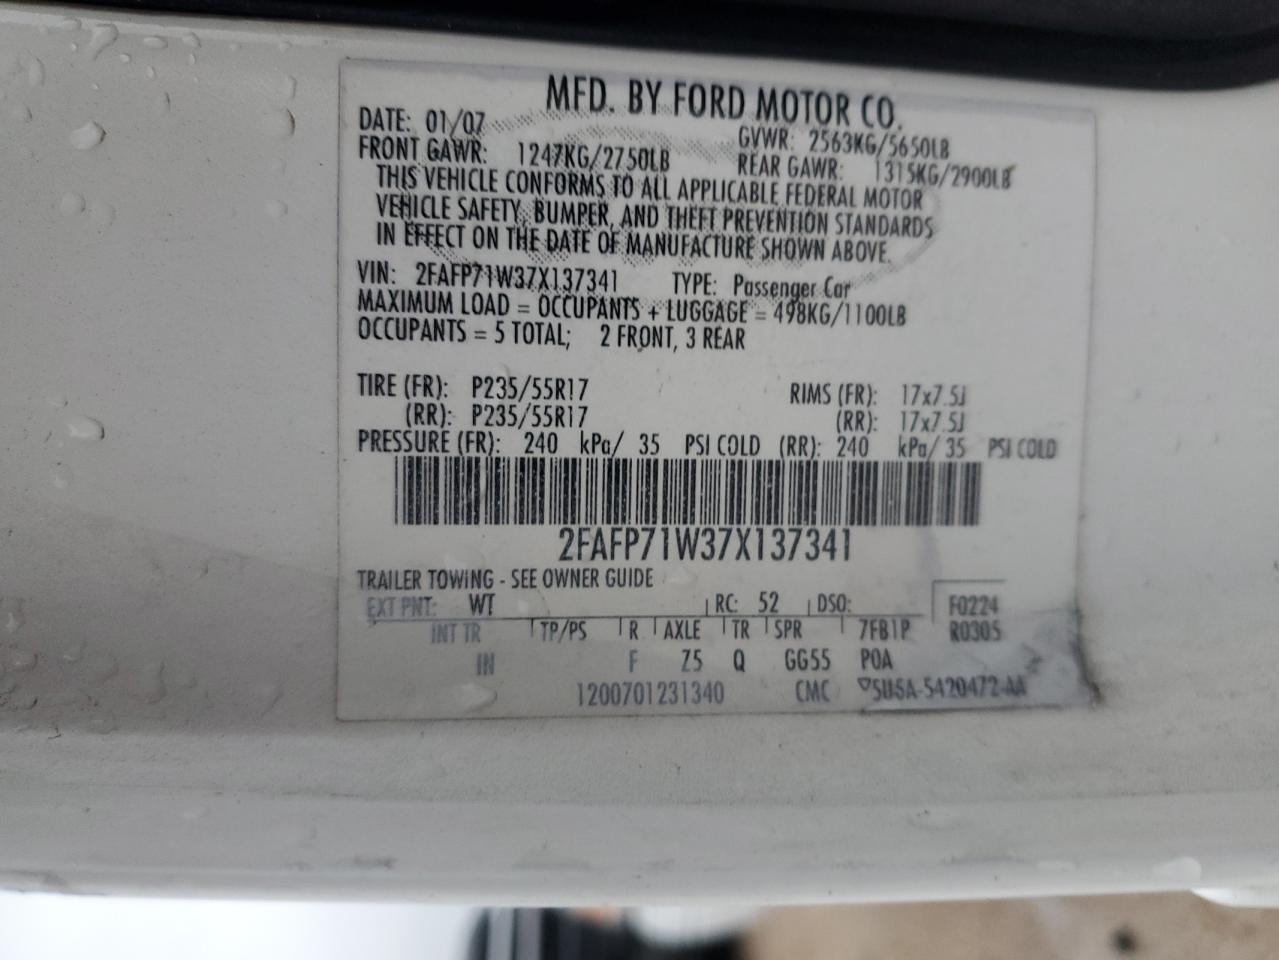 MFD. BY FORD MOTOR CO.
DATE: 01/07 GVWR: 2563KG/5650LB
FRONT GAWR: 1247KG/2750LB REAR GAWR: 1315KG/2900LB
THIS VEHICLE CONFORMS TO ALL APPLICABLE FEDERAL MOTOR
VEHICLE SAFETY, BUMPER, AND THEFT PREVENTION STANDARDS
IN EFFECT ON THE DATE OF MANUFACTURE SHOWN ABOVE.
VIN: 2FAFP71W37X137341 TYPE: Passenger Car
MAXIMUM LOAD = OCCUPANTS + LUGGAGE = 498KG/1100LB
OCCUPANTS = 5 TOTAL; 2 FRONT, 3 REAR
TIRE (FR): P235/55R17 RIMS (FR): 17x7.5J
(RR): P235/55R17 (RR): 17x7.5J
PRESSURE (FR): 240 kPa/ 35 PSI COLD (RR): 240 kPa/ 35 PSI COLD
2FAFP71W37X137341
TRAILER TOWING - SEE OWNER GUIDE
EXT PNT: WT RC: 52 DSO: F0224
INT TR TP/PS R AXLE TR SPR 7FB1P R0305
IN F Z5 Q GG55 POA
1200701231340 CMC ▽5U5A-5420472-AA